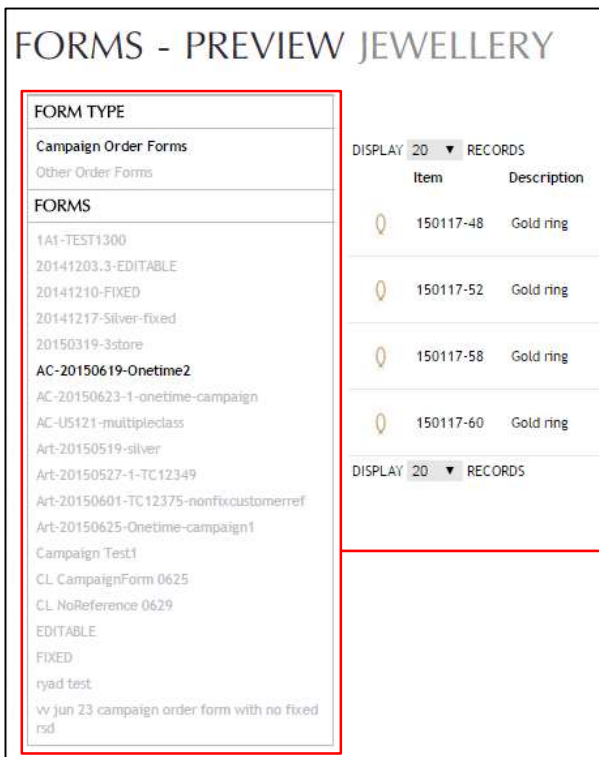 FORMS - PREVIEW JEWELLERY
FORM TYPE
Campaign Order Forms
Other Order Forms
FORMS
1A1-TEST1300
20141203.3-EDITABLE
20141210-FIXED
20141217-Silver-fixed
20150319-3store
AC-20150619-Onetime2
AC-20150623-1-onetime-campaign
AC-US121-multipleclass
Art-20150519-silver
Art-20150527-1-TC12349
Art-20150601-TC12375-nonfixcustomerref
Art-20150625-Onetime-campaign1
Campaign Test1
CL CampaignForm 0625
CL NoReference 0629
EDITABLE
FIXED
ryad test
vv jun 23 campaign order form with no fixed
rsd
DISPLAY 20 ▼ RECORDS
Item Description
150117-48 Gold ring
150117-52 Gold ring
150117-58 Gold ring
150117-60 Gold ring
DISPLAY 20 ▼ RECORDS